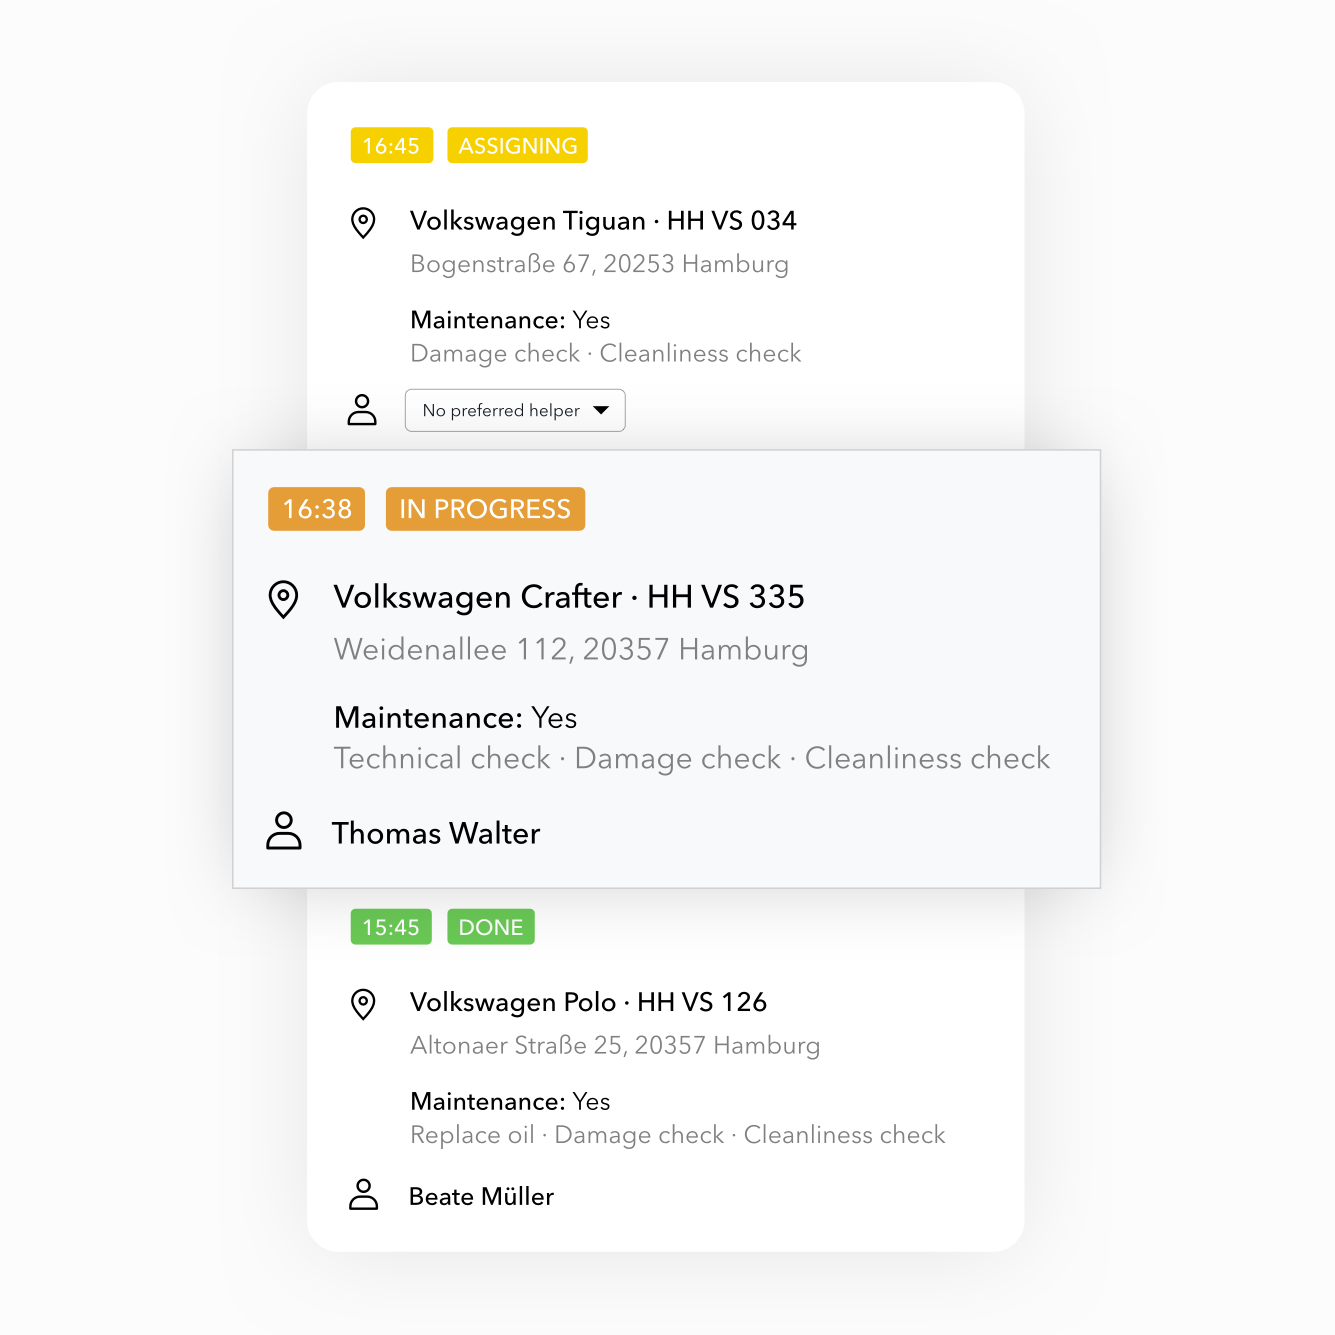 16:45 ASSIGNING
Volkswagen Tiguan · HH VS 034
Bogenstraße 67, 20253 Hamburg
Maintenance: Yes
Damage check · Cleanliness check
No preferred helper
16:38 IN PROGRESS
Volkswagen Crafter · HH VS 335
Weidenallee 112, 20357 Hamburg
Maintenance: Yes
Technical check · Damage check · Cleanliness check
Thomas Walter
15:45 DONE
Volkswagen Polo · HH VS 126
Altonaer Straße 25, 20357 Hamburg
Maintenance: Yes
Replace oil · Damage check · Cleanliness check
Beate Müller